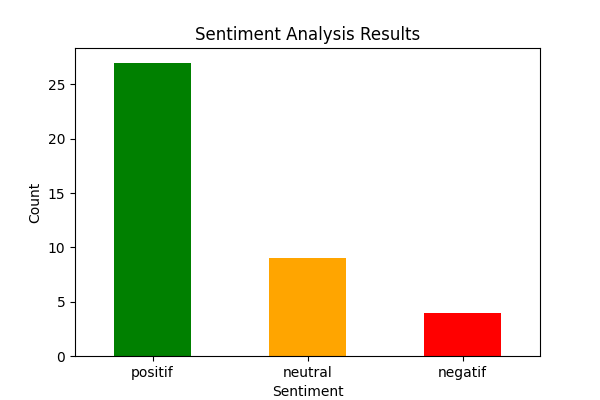 Sentiment Analysis Results
Count
25
20
15
10
5
0
positif neutral negatif
Sentiment